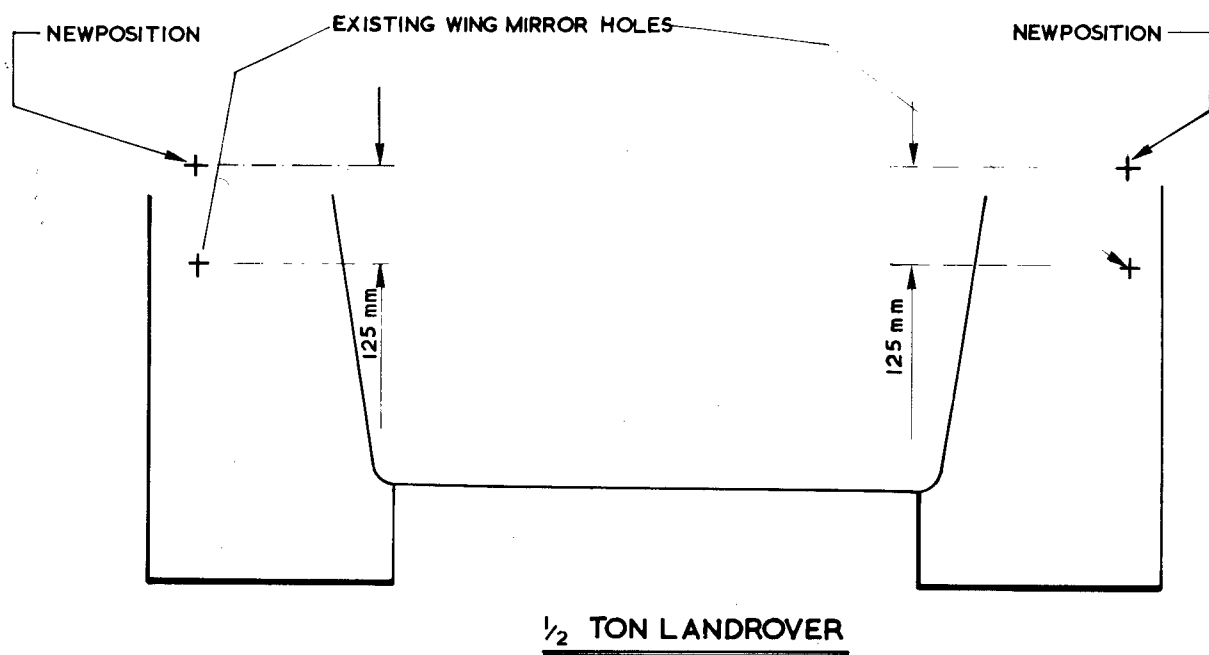 NEWPOSITION
EXISTING WING MIRROR HOLES
NEWPOSITION
125 mm
125 mm
1/2 TON LANDROVER